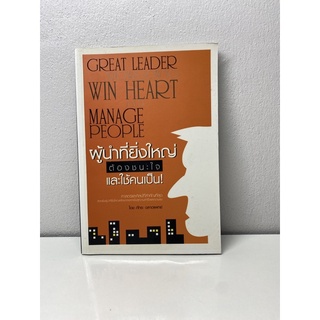 GREAT LEADER
WIN HEART
MANAGE
PEOPLE
ผู้นำที่ยิ่งใหญ่
ต้องชนะใจ
และใช้คนเป็น!